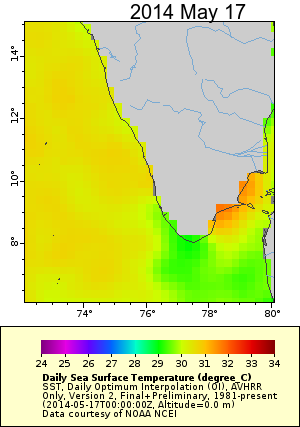 2014 May 17
14°
12°
10°
8°
74° 76° 78° 80°
24 25 26 27 28 29 30 31 32 33 34
Daily Sea Surface Temperature (degree_C)
SST, Daily Optimum Interpolation (OI), AVHRR
Only, Version 2, Final+Preliminary, 1981-present
(2014-05-17T00:00:00Z, Altitude=0.0 m)
Data courtesy of NOAA NCEI